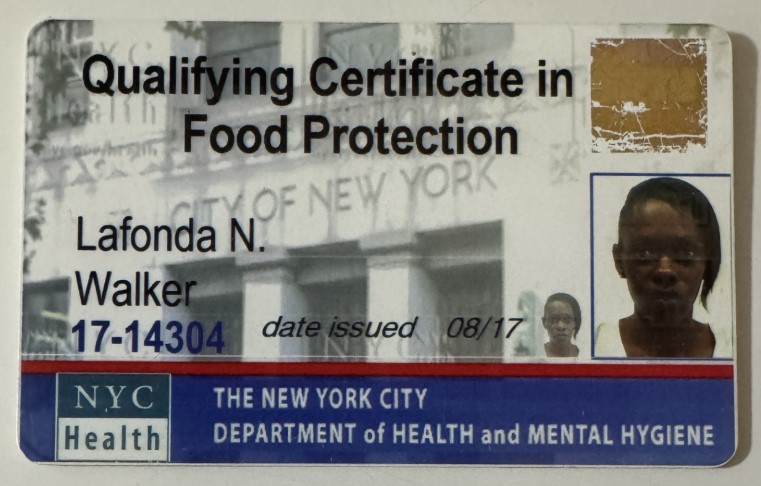 Qualifying Certificate in
Food Protection
CITY OF NEW YORK
Lafonda N.
Walker
17-14304
date issued 08/17
NYC
Health
THE NEW YORK CITY
DEPARTMENT of HEALTH and MENTAL HYGIENE